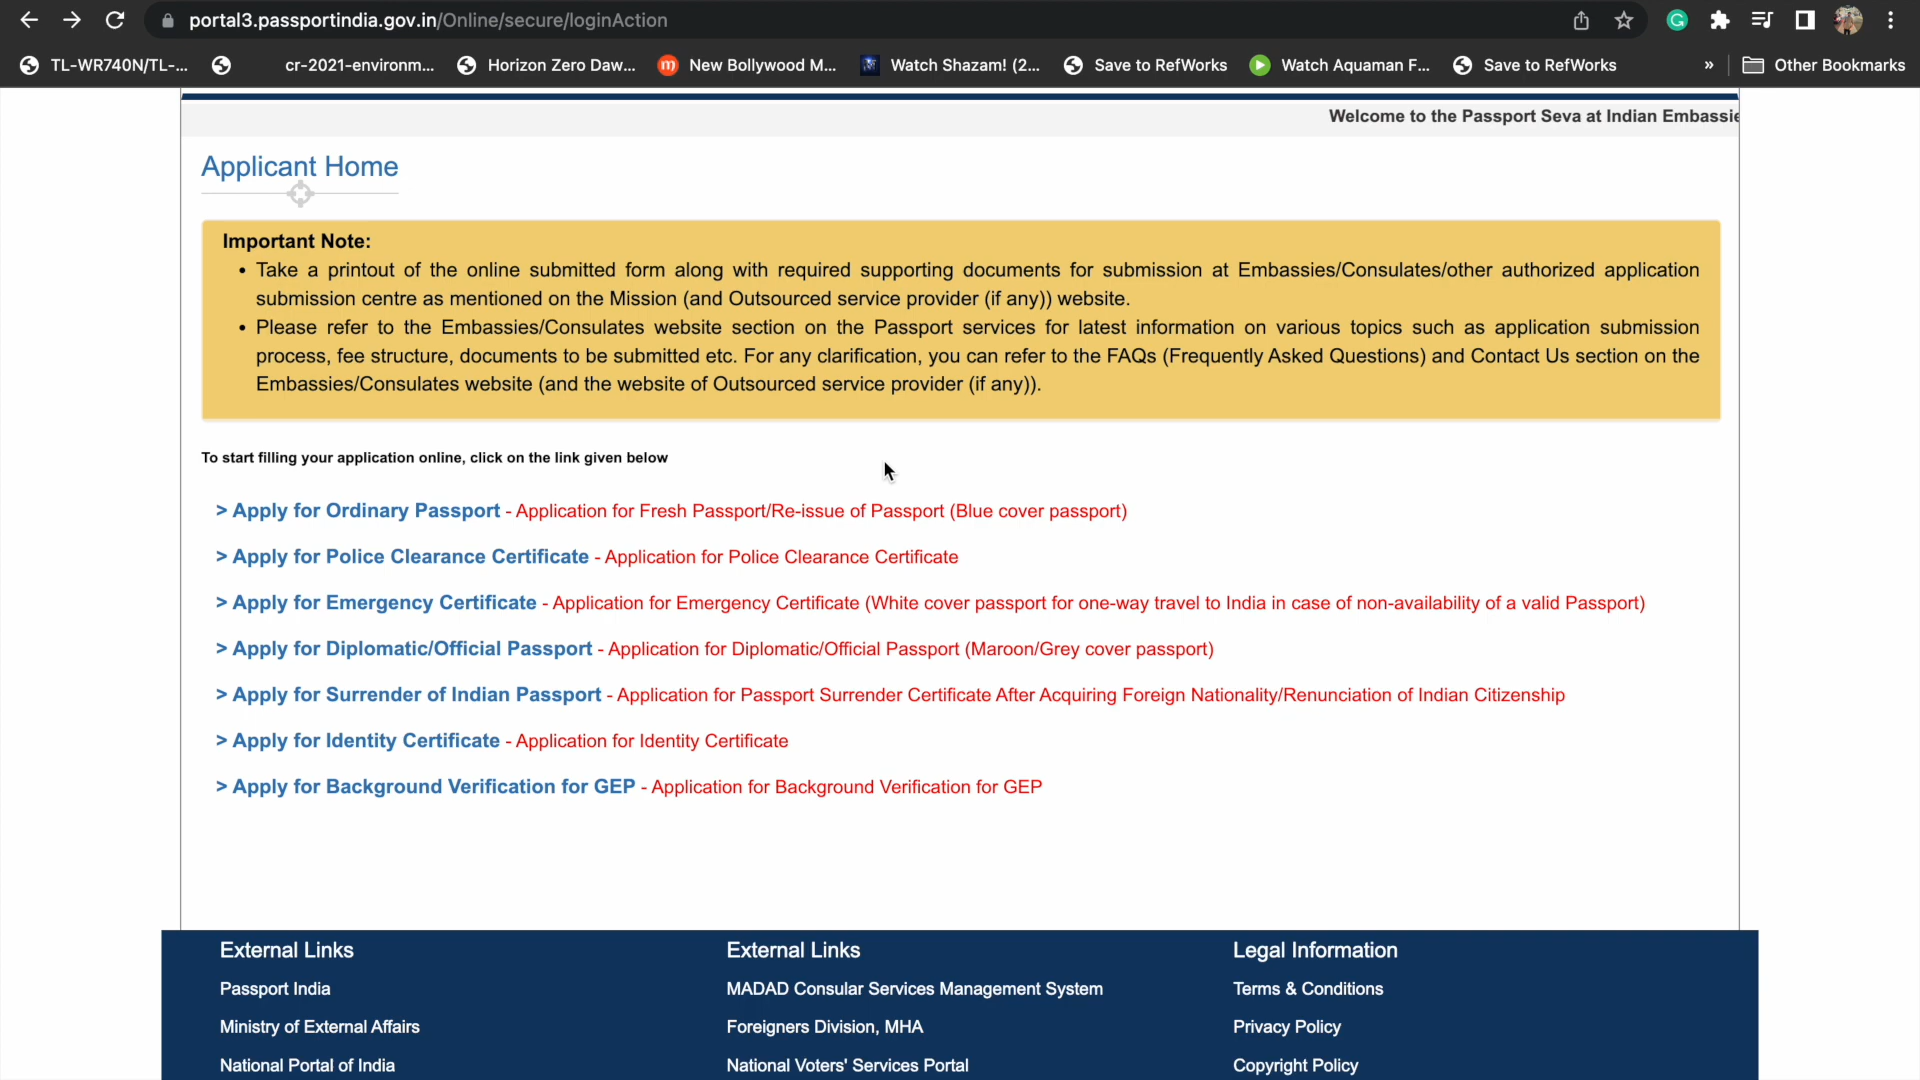 portal3.passportindia.gov.in/Online/secure/loginAction
TL-WR740N/TL-... cr-2021-environm... Horizon Zero Daw... New Bollywood M... Watch Shazam! (2... Save to RefWorks Watch Aquaman F... Save to RefWorks » Other Bookmarks
Welcome to the Passport Seva at Indian Embassie
Applicant Home
Important Note:
• Take a printout of the online submitted form along with required supporting documents for submission at Embassies/Consulates/other authorized application
submission centre as mentioned on the Mission (and Outsourced service provider (if any)) website.
• Please refer to the Embassies/Consulates website section on the Passport services for latest information on various topics such as application submission
process, fee structure, documents to be submitted etc. For any clarification, you can refer to the FAQs (Frequently Asked Questions) and Contact Us section on the
Embassies/Consulates website (and the website of Outsourced service provider (if any)).
To start filling your application online, click on the link given below
> Apply for Ordinary Passport - Application for Fresh Passport/Re-issue of Passport (Blue cover passport)
> Apply for Police Clearance Certificate - Application for Police Clearance Certificate
> Apply for Emergency Certificate - Application for Emergency Certificate (White cover passport for one-way travel to India in case of non-availability of a valid Passport)
> Apply for Diplomatic/Official Passport - Application for Diplomatic/Official Passport (Maroon/Grey cover passport)
> Apply for Surrender of Indian Passport - Application for Passport Surrender Certificate After Acquiring Foreign Nationality/Renunciation of Indian Citizenship
> Apply for Identity Certificate - Application for Identity Certificate
> Apply for Background Verification for GEP - Application for Background Verification for GEP
External Links
Passport India
Ministry of External Affairs
National Portal of India
External Links
MADAD Consular Services Management System
Foreigners Division, MHA
National Voters' Services Portal
Legal Information
Terms & Conditions
Privacy Policy
Copyright Policy